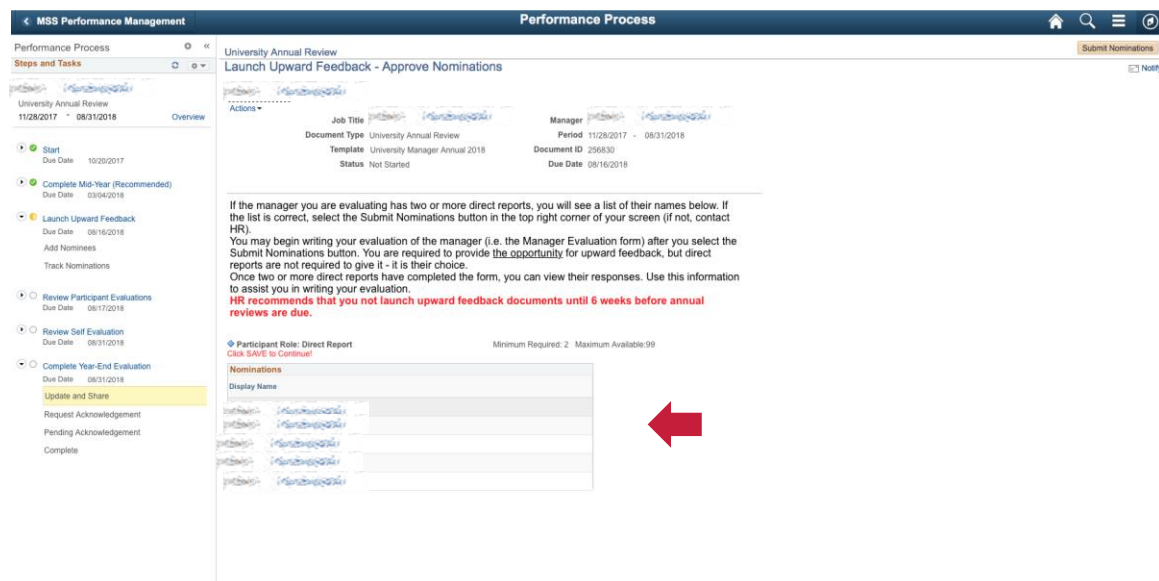 MSS Performance Management
Performance Process
Performance Process
Steps and Tasks
University Annual Review
11/28/2017 - 08/31/2018 Overview
Start
Due Date 10/20/2017
Complete Mid-Year (Recommended)
Due Date 03/04/2018
Launch Upward Feedback
Due Date 08/16/2018
Add Nominees
Track Nominations
Review Participant Evaluations
Due Date 08/17/2018
Review Self Evaluation
Due Date 08/31/2018
Complete Year-End Evaluation
Due Date 08/31/2018
Update and Share
Request Acknowledgement
Pending Acknowledgement
Complete
Submit Nominations
University Annual Review
Launch Upward Feedback - Approve Nominations
Notify
Actions
Job Title
Manager
Document Type University Annual Review
Period 11/28/2017 - 08/31/2018
Template University Manager Annual 2018
Document ID 256830
Status Not Started
Due Date 08/16/2018
If the manager you are evaluating has two or more direct reports, you will see a list of their names below. If
the list is correct, select the Submit Nominations button in the top right corner of your screen (if not, contact
HR).
You may begin writing your evaluation of the manager (i.e. the Manager Evaluation form) after you select the
Submit Nominations button. You are required to provide the opportunity for upward feedback, but direct
reports are not required to give it - it is their choice.
Once two or more direct reports have completed the form, you can view their responses. Use this information
to assist you in writing your evaluation.
HR recommends that you not launch upward feedback documents until 6 weeks before annual
reviews are due.
Participant Role: Direct Report
Minimum Required: 2 Maximum Available:99
Click SAVE to Continue!
Nominations
Display Name